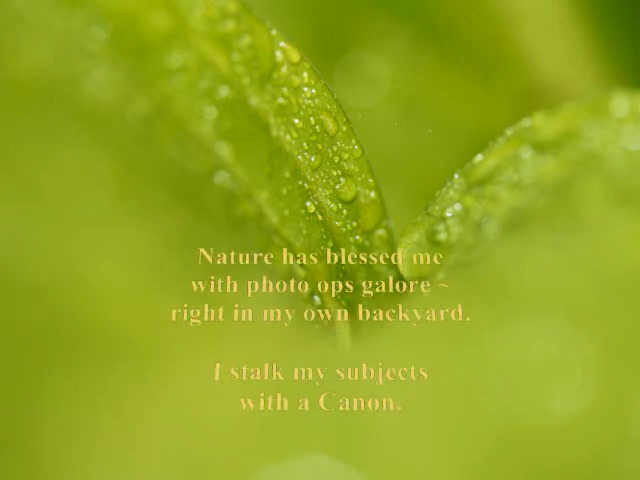 Nature has blessed me
with photo ops galore ~
right in my own backyard.
I stalk my subjects
with a Canon.